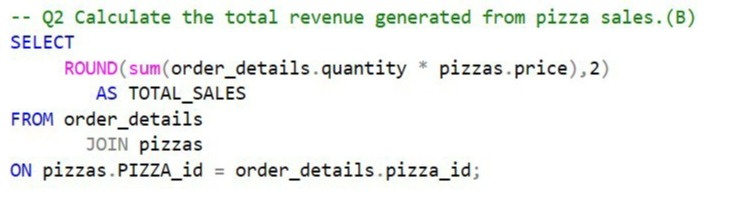 -- Q2 Calculate the total revenue generated from pizza sales.(B)
SELECT
ROUND(sum(order_details.quantity * pizzas.price),2)
AS TOTAL_SALES
FROM order_details
JOIN pizzas
ON pizzas.PIZZA_id = order_details.pizza_id;